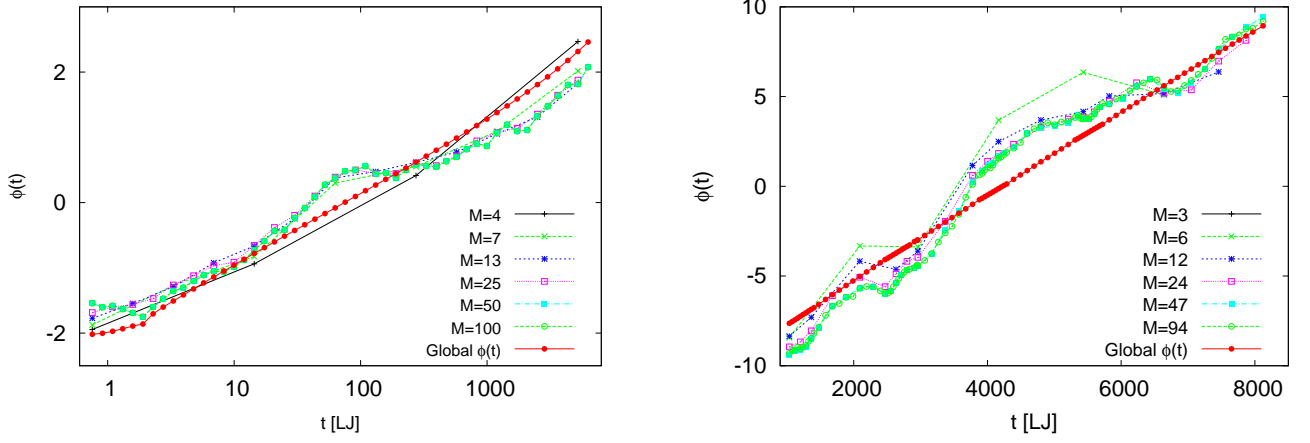 2
0
-2
1
10
100
1000
ϕ(t)
t [LJ]
M=4
M=7
M=13
M=25
M=50
M=100
Global ϕ(t)
10
5
0
-5
-10
2000
4000
6000
8000
ϕ(t)
t [LJ]
M=3
M=6
M=12
M=24
M=47
M=94
Global ϕ(t)